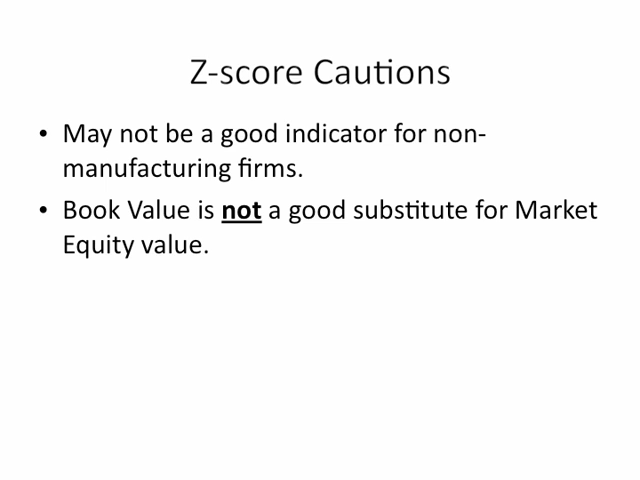 Z-score Cautions
• May not be a good indicator for non-
manufacturing firms.
• Book Value is not a good substitute for Market
Equity value.